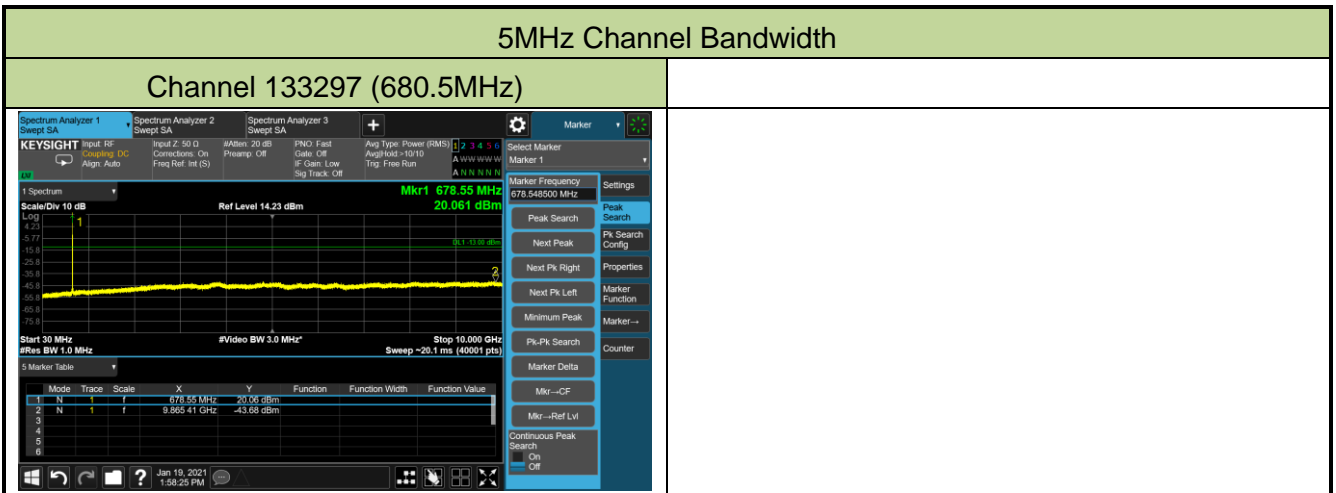 5MHz Channel Bandwidth
Channel 133297 (680.5MHz)
Spectrum Analyzer 1
Swept SA
Spectrum Analyzer 2
Swept SA
Spectrum Analyzer 3
Swept SA
+
Marker
KEYSIGHT
Input: RF
Coupling: DC
Align: Auto
Input Z: 50 Ω
Corrections: On
Freq Ref: Int (S)
#Atten: 20 dB
Preamp: Off
PNO: Fast
Gate: Off
IF Gain: Low
Sig Track: Off
Avg Type: Power (RMS)
Avg|Hold:>10/10
Trig: Free Run
1 2 3 4 5 6
A W W W W W
A N N N N N
Select Marker
Marker 1
1 Spectrum
Scale/Div 10 dB
Ref Level 14.23 dBm
Mkr1 678.55 MHz
20.061 dBm
Log
4.23
-5.77
-15.8
-25.8
-35.8
-45.8
-55.8
-65.8
-75.8
1
DL1 -13.00 dBm
2
Start 30 MHz
#Res BW 1.0 MHz
#Video BW 3.0 MHz*
Stop 10.000 GHz
Sweep ~20.1 ms (40001 pts)
5 Marker Table
Mode Trace Scale X Y Function Function Width Function Value
1 N 1 f 678.55 MHz 20.06 dBm
2 N 1 f 9.865 41 GHz -43.68 dBm
3
4
5
6
Marker Frequency
678.548500 MHz
Peak Search
Next Peak
Next Pk Right
Next Pk Left
Minimum Peak
Pk-Pk Search
Marker Delta
Mkr→CF
Mkr→Ref Lvl
Continuous Peak
Search
On
Off
Settings
Peak
Search
Pk Search
Config
Properties
Marker
Function
Marker→
Counter
?
Jan 19, 2021
1:58:25 PM